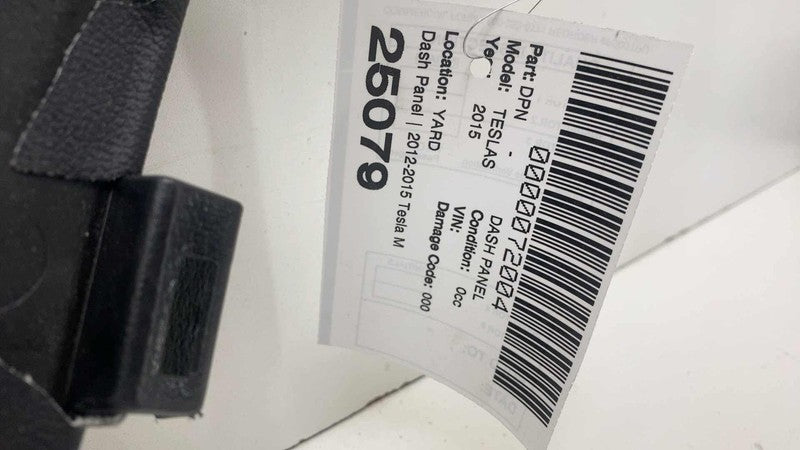 0000072004
Part: DPN - DASH PANEL
Model: TESLAS Condition: 0cc
Year: 2015 VIN:
Damage Code: 000
Location: YARD
Dash Panel | 2012-2015 Tesla M
25079